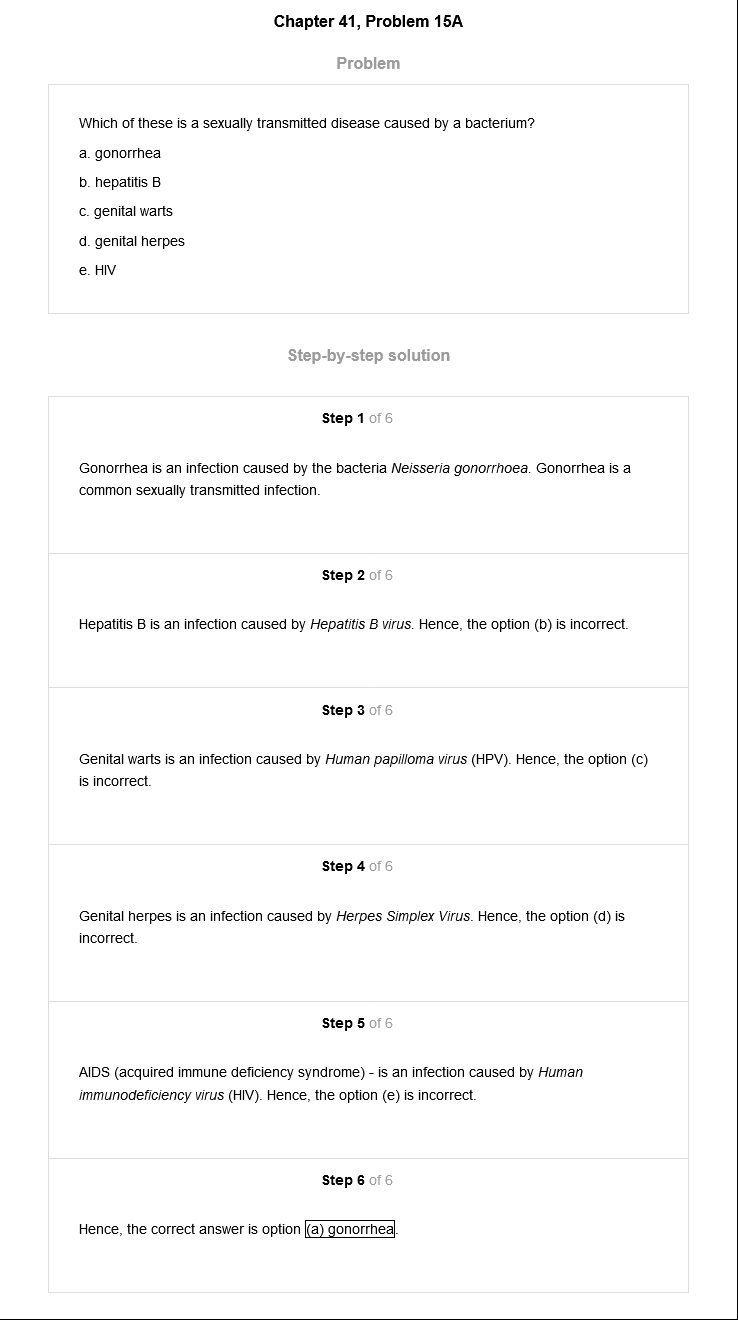 Chapter 41, Problem 15A
Problem
Which of these is a sexually transmitted disease caused by a bacterium?
a. gonorrhea
b. hepatitis B
c. genital warts
d. genital herpes
e. HIV
Step-by-step solution
Step 1 of 6
Gonorrhea is an infection caused by the bacteria Neisseria gonorrhoea. Gonorrhea is a
common sexually transmitted infection.
Step 2 of 6
Hepatitis B is an infection caused by Hepatitis B virus. Hence, the option (b) is incorrect.
Step 3 of 6
Genital warts is an infection caused by Human papilloma virus (HPV). Hence, the option (c)
is incorrect.
Step 4 of 6
Genital herpes is an infection caused by Herpes Simplex Virus. Hence, the option (d) is
incorrect.
Step 5 of 6
AIDS (acquired immune deficiency syndrome) - is an infection caused by Human
immunodeficiency virus (HIV). Hence, the option (e) is incorrect.
Step 6 of 6
Hence, the correct answer is option (a) gonorrhea.